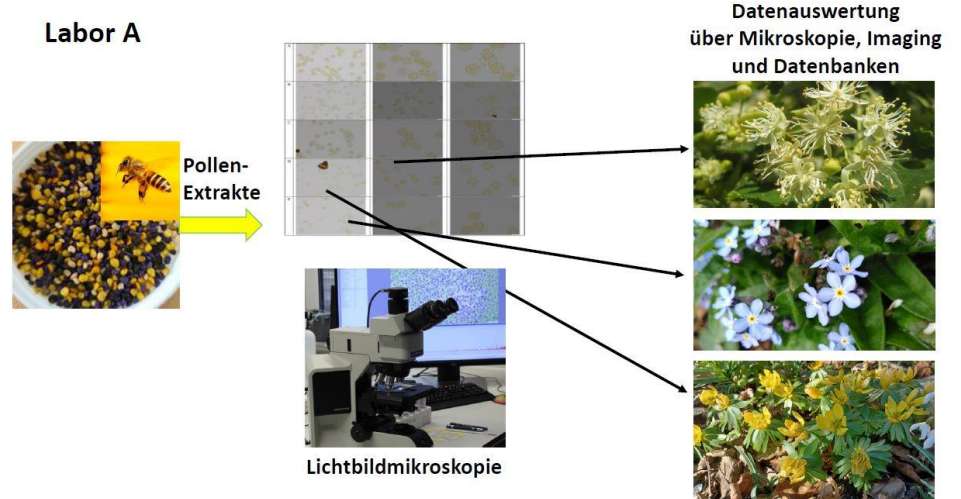 Labor A
Pollen-
Extrakte
Lichtbildmikroskopie
Datenauswertung
über Mikroskopie, Imaging
und Datenbanken